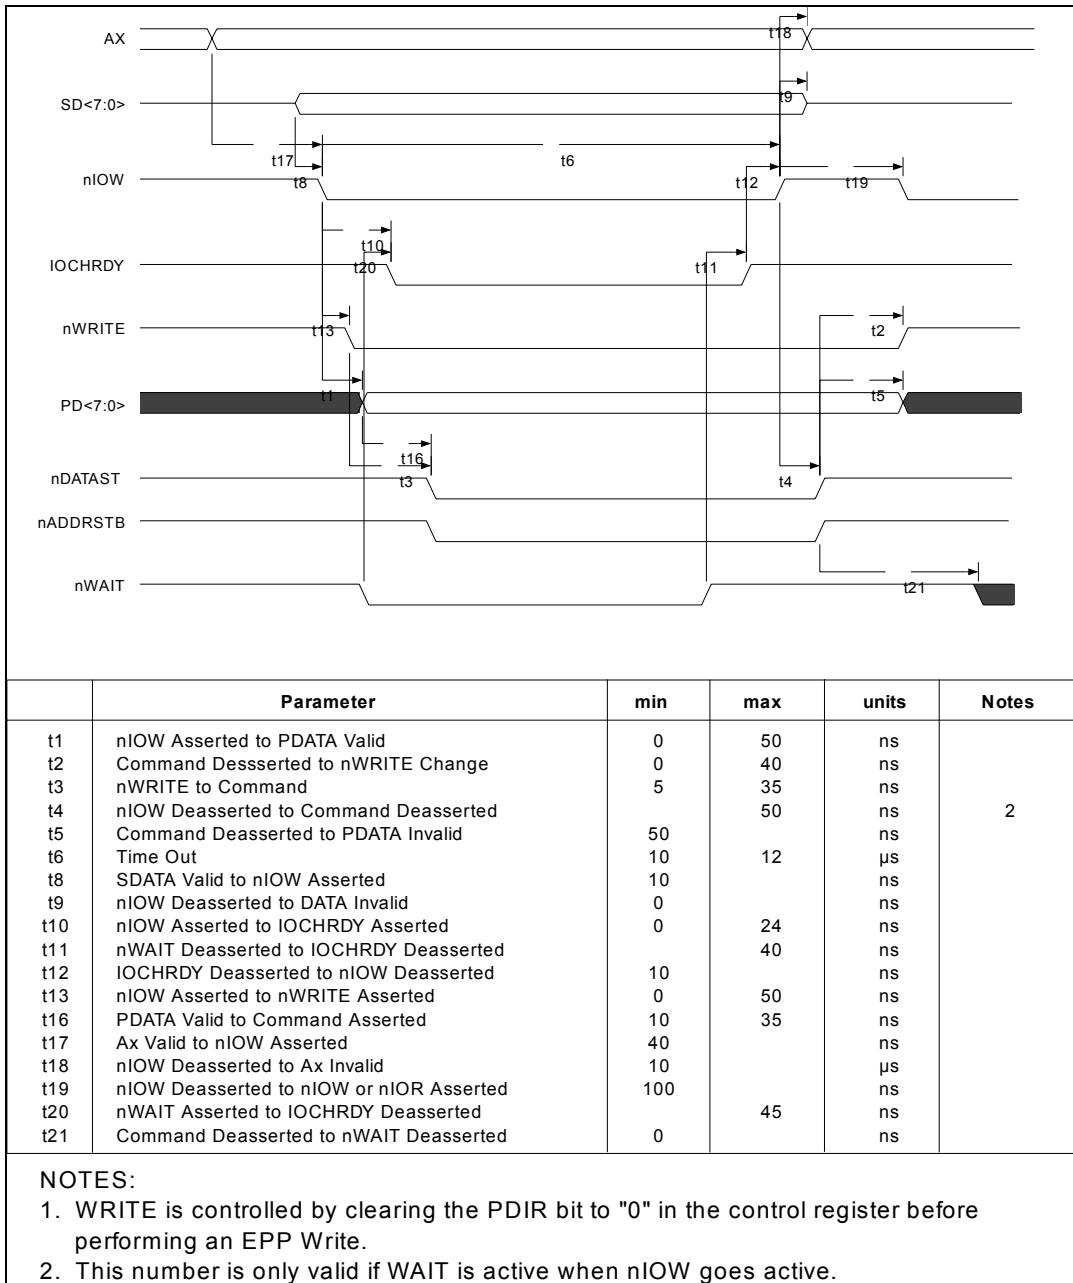 AX
t18
SD<7:0>
t9
t17
t6
nIOW
t8
t12
t19
t10
IOCHRDY
t20
t11
nWRITE
t13
t2
PD<7:0>
t1
t5
t16
nDATAST
t3
t4
nADDRSTB
nWAIT
t21
Parameter min max units Notes
t1 nIOW Asserted to PDATA Valid 0 50 ns
t2 Command Dessserted to nWRITE Change 0 40 ns
t3 nWRITE to Command 5 35 ns
t4 nIOW Deasserted to Command Deasserted 50 ns 2
t5 Command Deasserted to PDATA Invalid 50 ns
t6 Time Out 10 12 µs
t8 SDATA Valid to nIOW Asserted 10 ns
t9 nIOW Deasserted to DATA Invalid 0 ns
t10 nIOW Asserted to IOCHRDY Asserted 0 24 ns
t11 nWAIT Deasserted to IOCHRDY Deasserted 40 ns
t12 IOCHRDY Deasserted to nIOW Deasserted 10 ns
t13 nIOW Asserted to nWRITE Asserted 0 50 ns
t16 PDATA Valid to Command Asserted 10 35 ns
t17 Ax Valid to nIOW Asserted 40 ns
t18 nIOW Deasserted to Ax Invalid 10 µs
t19 nIOW Deasserted to nIOW or nIOR Asserted 100 ns
t20 nWAIT Asserted to IOCHRDY Deasserted 45 ns
t21 Command Deasserted to nWAIT Deasserted 0 ns
NOTES:
1. WRITE is controlled by clearing the PDIR bit to "0" in the control register before
performing an EPP Write.
2. This number is only valid if WAIT is active when nIOW goes active.